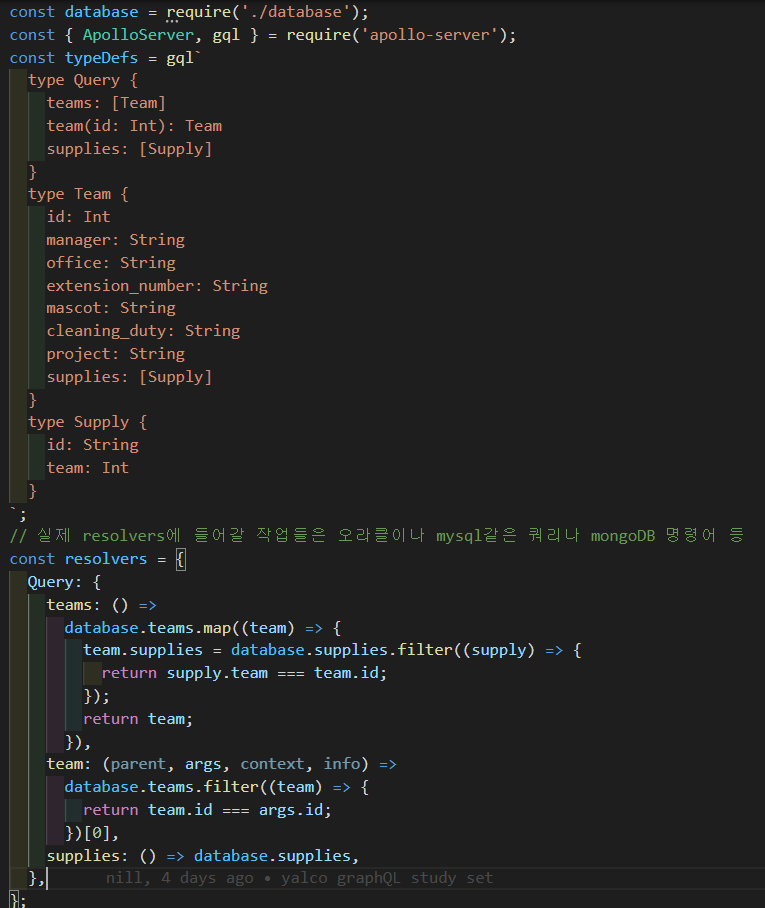 const database = require('./database');
const { ApolloServer, gql } = require('apollo-server');
const typeDefs = gql`
  type Query {
    teams: [Team]
    team(id: Int): Team
    supplies: [Supply]
  }
  type Team {
    id: Int
    manager: String
    office: String
    extension_number: String
    mascot: String
    cleaning_duty: String
    project: String
    supplies: [Supply]
  }
  type Supply {
    id: String
    team: Int
  }
`;
// 실제 resolvers에 들어갈 작업들은 오라클이나 mysql같은 쿼리나 mongoDB 명령어 등
const resolvers = {
  Query: {
    teams: () =>
      database.teams.map((team) => {
        team.supplies = database.supplies.filter((supply) => {
          return supply.team === team.id;
        });
        return team;
      }),
    team: (parent, args, context, info) =>
      database.teams.filter((team) => {
        return team.id === args.id;
      })[0],
    supplies: () => database.supplies,
  }, nill, 4 days ago • yalco graphQL study set
};